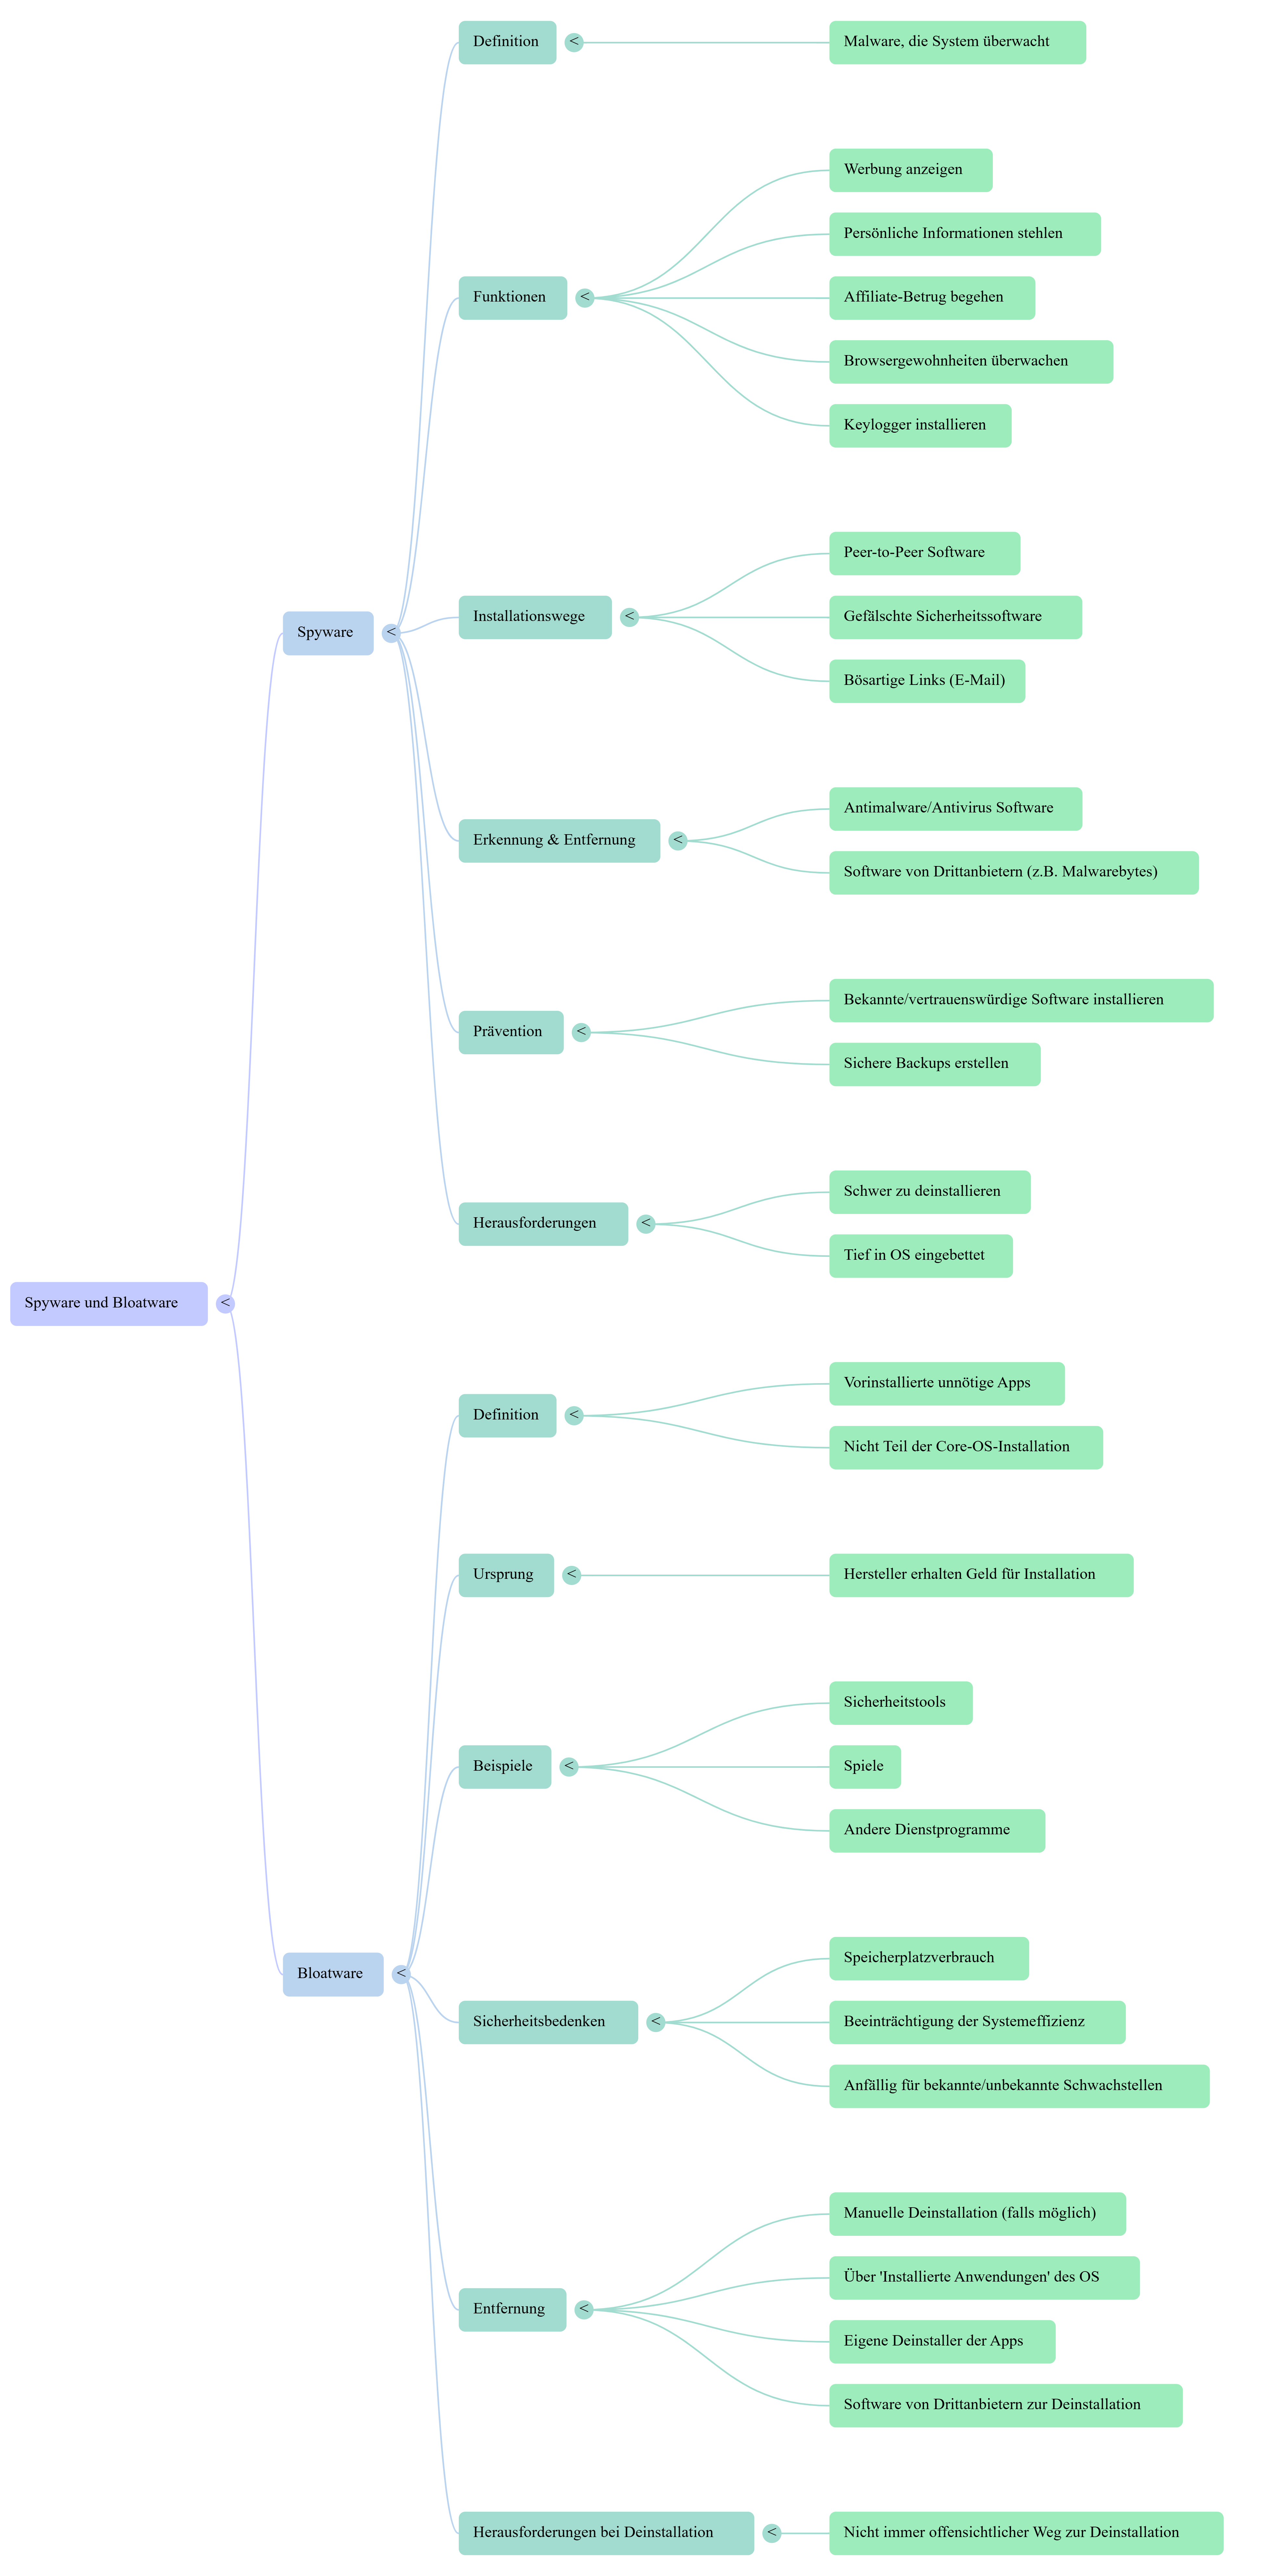 Spyware und Bloatware
<
Spyware
<
Definition
<
Malware, die System überwacht
Funktionen
<
Werbung anzeigen
Persönliche Informationen stehlen
Affiliate-Betrug begehen
Browsergewohnheiten überwachen
Keylogger installieren
Installationswege
<
Peer-to-Peer Software
Gefälschte Sicherheitssoftware
Bösartige Links (E-Mail)
Erkennung & Entfernung
<
Antimalware/Antivirus Software
Software von Drittanbietern (z.B. Malwarebytes)
Prävention
<
Bekannte/vertrauenswürdige Software installieren
Sichere Backups erstellen
Herausforderungen
<
Schwer zu deinstallieren
Tief in OS eingebettet
Bloatware
<
Definition
<
Vorinstallierte unnötige Apps
Nicht Teil der Core-OS-Installation
Ursprung
<
Hersteller erhalten Geld für Installation
Beispiele
<
Sicherheitstools
Spiele
Andere Dienstprogramme
Sicherheitsbedenken
<
Speicherplatzverbrauch
Beeinträchtigung der Systemeffizienz
Anfällig für bekannte/unbekannte Schwachstellen
Entfernung
<
Manuelle Deinstallation (falls möglich)
Über 'Installierte Anwendungen' des OS
Eigene Deinstaller der Apps
Software von Drittanbietern zur Deinstallation
Herausforderungen bei Deinstallation
<
Nicht immer offensichtlicher Weg zur Deinstallation